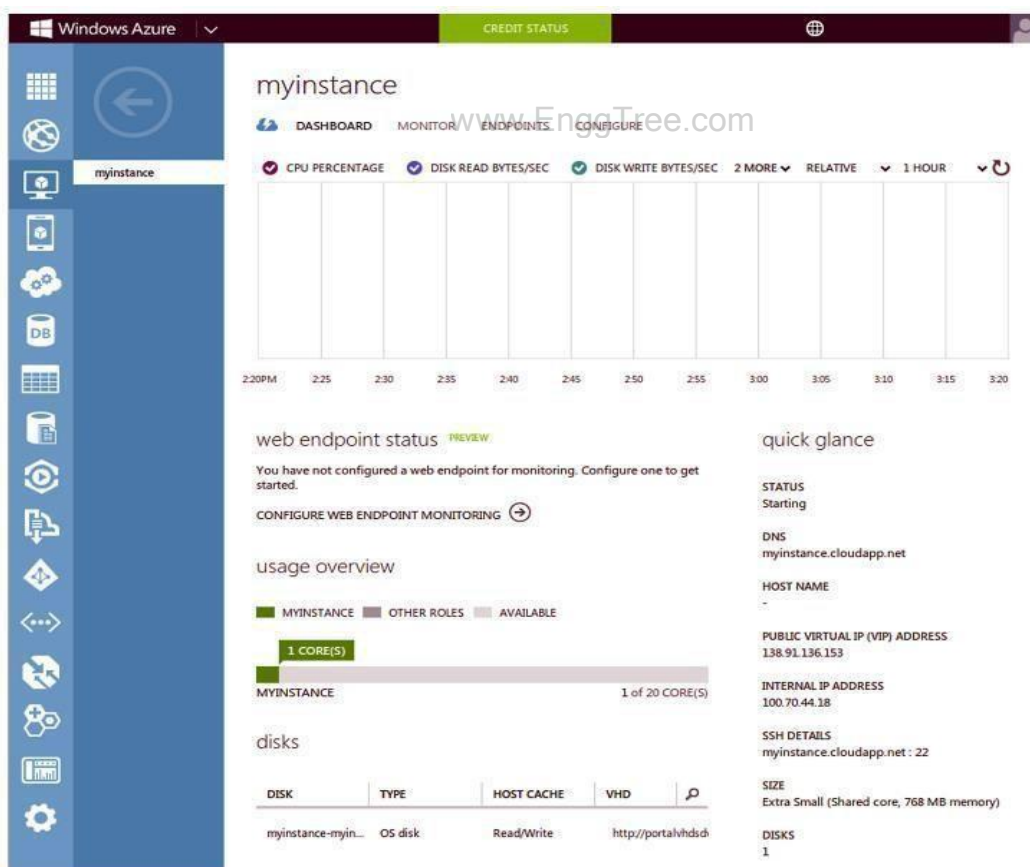 Windows Azure
CREDIT STATUS
myinstance
myinstance
www.EnggTree.com
DASHBOARD MONITOR ENDPOINTS CONFIGURE
CPU PERCENTAGE DISK READ BYTES/SEC DISK WRITE BYTES/SEC 2 MORE RELATIVE 1 HOUR
2:20PM 2:25 2:30 2:35 2:40 2:45 2:50 2:55 3:00 3:05 3:10 3:15 3:20
web endpoint status PREVIEW
You have not configured a web endpoint for monitoring. Configure one to get
started.
CONFIGURE WEB ENDPOINT MONITORING
usage overview
MYINSTANCE OTHER ROLES AVAILABLE
1 CORE(S)
MYINSTANCE 1 of 20 CORE(S)
disks
DISK TYPE HOST CACHE VHD
myinstance-myin... OS disk Read/Write http://portalvhdsd
quick glance
STATUS
Starting
DNS
myinstance.cloudapp.net
HOST NAME
-
PUBLIC VIRTUAL IP (VIP) ADDRESS
138.91.136.153
INTERNAL IP ADDRESS
100.70.44.18
SSH DETAILS
myinstance.cloudapp.net : 22
SIZE
Extra Small (Shared core, 768 MB memory)
DISKS
1
DB